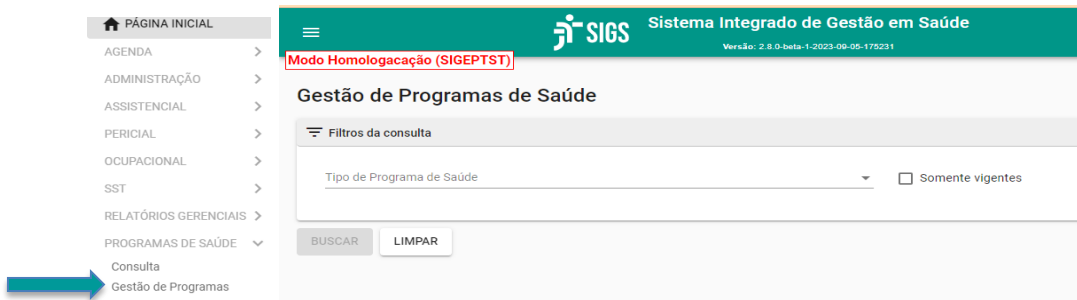 PÁGINA INICIAL
AGENDA
ADMINISTRAÇÃO
ASSISTENCIAL
PERICIAL
OCUPACIONAL
SST
RELATÓRIOS GERENCIAIS
PROGRAMAS DE SAÚDE
Consulta
Gestão de Programas
SIGS
Sistema Integrado de Gestão em Saúde
Versão: 2.8.0-beta-1-2023-09-05-175231
Modo Homologacação (SIGEPTST)
Gestão de Programas de Saúde
Filtros da consulta
Tipo de Programa de Saúde
Somente vigentes
BUSCAR LIMPAR